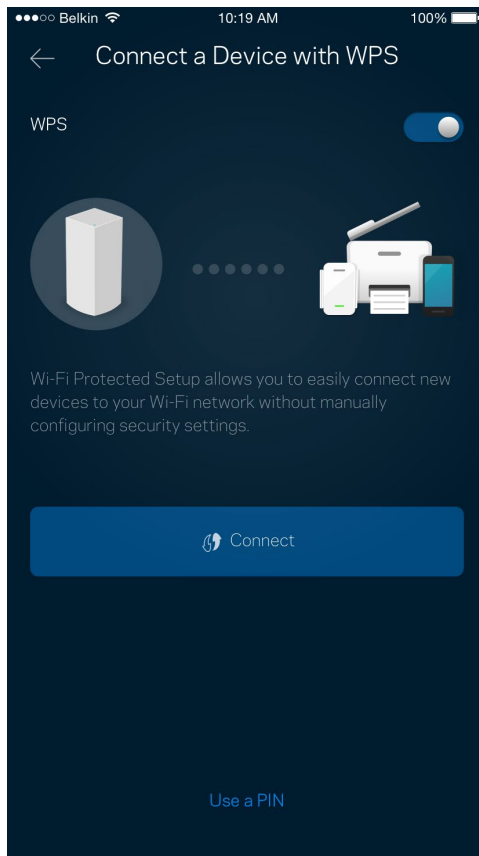 Belkin 10:19 AM 100%
Connect a Device with WPS
WPS
Wi-Fi Protected Setup allows you to easily connect new
devices to your Wi-Fi network without manually
configuring security settings.
Connect
Use a PIN